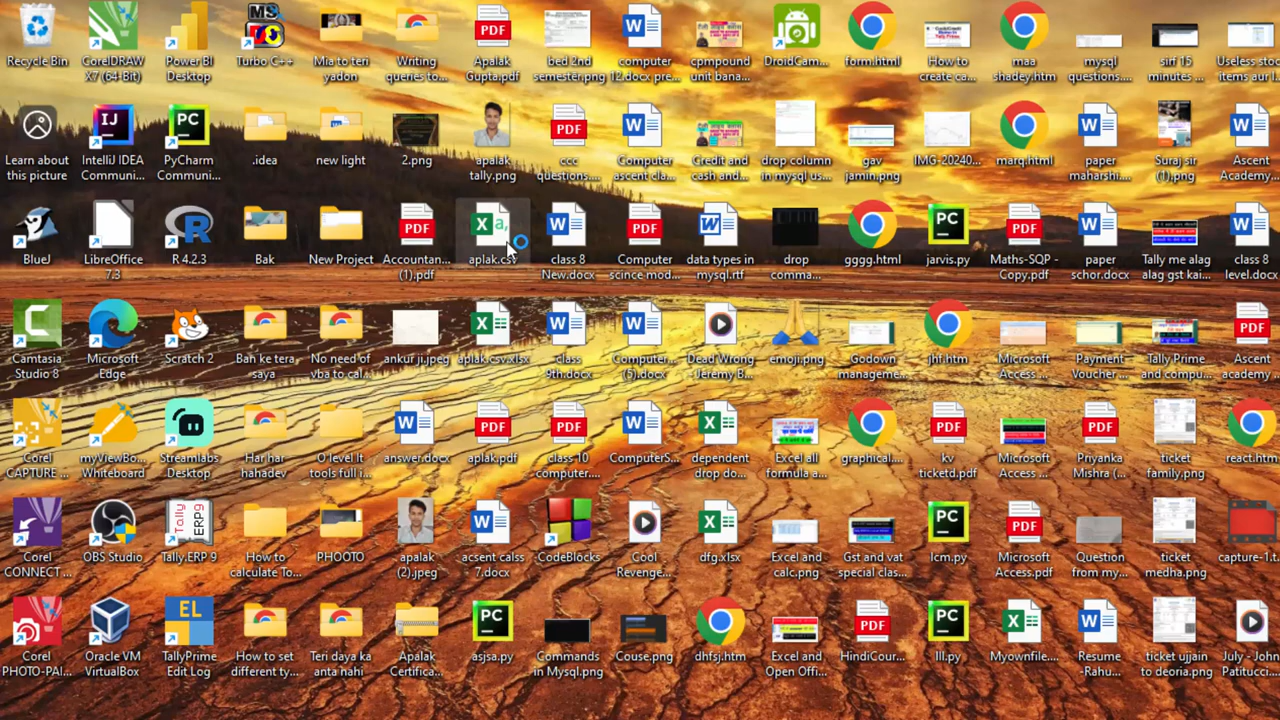 Recycle Bin
CorelDRAW
X7 (64-Bit)
Power BI
Desktop
Turbo C++
Mia to teri
yadon
Writing
queries to...
Apalak
Gupta.pdf
bed 2nd
semester.png
computer
12.docx pre...
cpmpound
unit bana...
DroidCam...
form.html
How to
create ca...
maa
shadey.htm
mysql
questions....
sirf 15
minutes ...
Useless stoc
items aur l...
Learn about
this picture
IntelliJ IDEA
Communi...
PyCharm
Communi...
.idea
new light
2.png
apalak
tally.png
ccc
questions....
Computer
ascent cla...
Credit and
cash and...
drop column
in mysql us...
gav
jamin.png
IMG-20240...
marq.html
paper
maharshi....
Suraj sir
(1).png
Ascent
Academy...
BlueJ
LibreOffice
7.3
R 4.2.3
Bak
New Project
Accountan...
(1).pdf
aplak.csv
class 8
New.docx
Computer
scince mod...
data types in
mysql.rtf
drop
comma...
gggg.html
jarvis.py
Maths-SQP -
Copy.pdf
paper
schor.docx
Tally me alag
alag gst kai...
class 8
level.docx
Camtasia
Studio 8
Microsoft
Edge
Scratch 2
Bah ke tera
saya
No need of
vba to cal...
ankur ji.jpeg
aplak.csv.xlsx
class
9th.docx
Computer...
(5).docx
Dead Wrong
- Jeremy B...
emoji.png
Godown
manageme...
jhf.htm
Microsoft
Access ...
Payment
Voucher ...
Tally Prime
and compu...
Ascent
academy ...
Corel
CAPTURE ...
myViewBo...
Whiteboard
Streamlabs
Desktop
Har har
hahadev
O level It
tools full i...
answer.docx
aplak.pdf
class 10
computer....
ComputerS...
dependent
drop do...
Excel all
formula a...
graphical....
kv
ticketd.pdf
Microsoft
Access ...
Priyanka
Mishra (...
ticket
family.png
react.htm
Corel
CONNECT ...
OBS Studio
Tally.ERP 9
How to
calculate To...
PHOOTO
apalak
(2).jpeg
acsent calss
7.docx
CodeBlocks
Cool
Revenge...
dfg.xlsx
Excel and
calc.png
Gst and vat
special clas...
lcm.py
Microsoft
Access.pdf
Question
from my...
ticket
medha.png
capture-1.t...
Corel
PHOTO-PAI...
Oracle VM
VirtualBox
TallyPrime
Edit Log
How to set
different ty...
Teri daya ka
anta nahi
Apalak
Certifica...
asjsa.py
Commands
in Mysql.png
Couse.png
dhfsj.htm
Excel and
Open Offi...
HindiCour...
lll.py
Myownfile....
Resume
-Rahu...
ticket ujjain
to deoria.png
July - John
Patitucci....